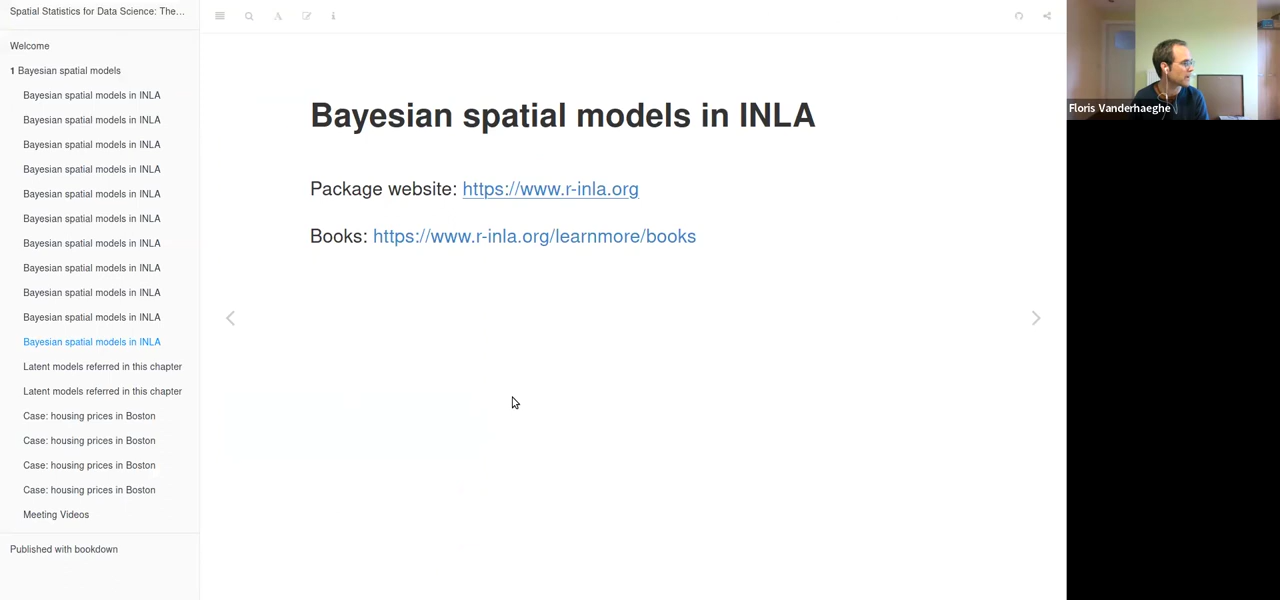 Spatial Statistics for Data Science: The...
Welcome
1 Bayesian spatial models
Bayesian spatial models in INLA
Bayesian spatial models in INLA
Bayesian spatial models in INLA
Bayesian spatial models in INLA
Bayesian spatial models in INLA
Bayesian spatial models in INLA
Bayesian spatial models in INLA
Bayesian spatial models in INLA
Bayesian spatial models in INLA
Bayesian spatial models in INLA
Bayesian spatial models in INLA
Latent models referred in this chapter
Latent models referred in this chapter
Case: housing prices in Boston
Case: housing prices in Boston
Case: housing prices in Boston
Case: housing prices in Boston
Meeting Videos
Published with bookdown
Bayesian spatial models in INLA
Package website: https://www.r-inla.org
Books: https://www.r-inla.org/learnmore/books
Floris Vanderhaeghe